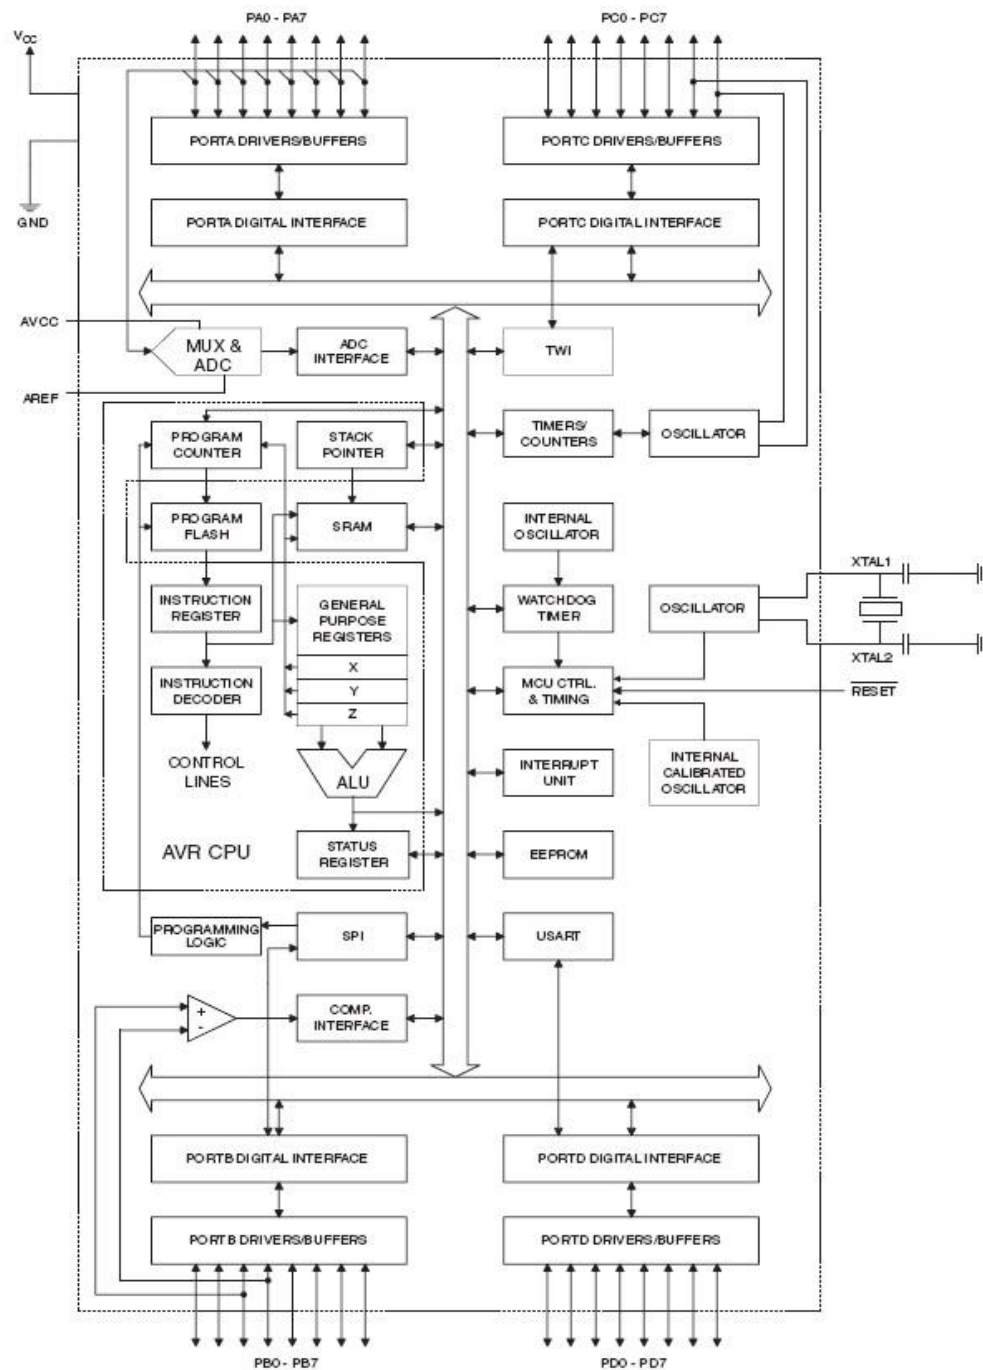 PA0 - PA7
PC0 - PC7
VCC
PORTA DRIVERS/BUFFERS
PORTC DRIVERS/BUFFERS
GND
PORTA DIGITAL INTERFACE
PORTC DIGITAL INTERFACE
AVCC
MUX &
ADC
ADC
INTERFACE
TWI
AREF
PROGRAM
COUNTER
STACK
POINTER
TIMERS/
COUNTERS
OSCILLATOR
PROGRAM
FLASH
SRAM
INTERNAL
OSCILLATOR
XTAL1
INSTRUCTION
REGISTER
GENERAL
PURPOSE
REGISTERS
WATCHDOG
TIMER
OSCILLATOR
XTAL2
X
INSTRUCTION
DECODER
Y
Z
MCU CTRL.
& TIMING
RESET
CONTROL
LINES
ALU
INTERRUPT
UNIT
INTERNAL
CALIBRATED
OSCILLATOR
AVR CPU
STATUS
REGISTER
EEPROM
PROGRAMMING
LOGIC
SPI
USART
+
-
COMP.
INTERFACE
PORTB DIGITAL INTERFACE
PORTD DIGITAL INTERFACE
PORTB DRIVERS/BUFFERS
PORTD DRIVERS/BUFFERS
PB0 - PB7
PD0 - PD7